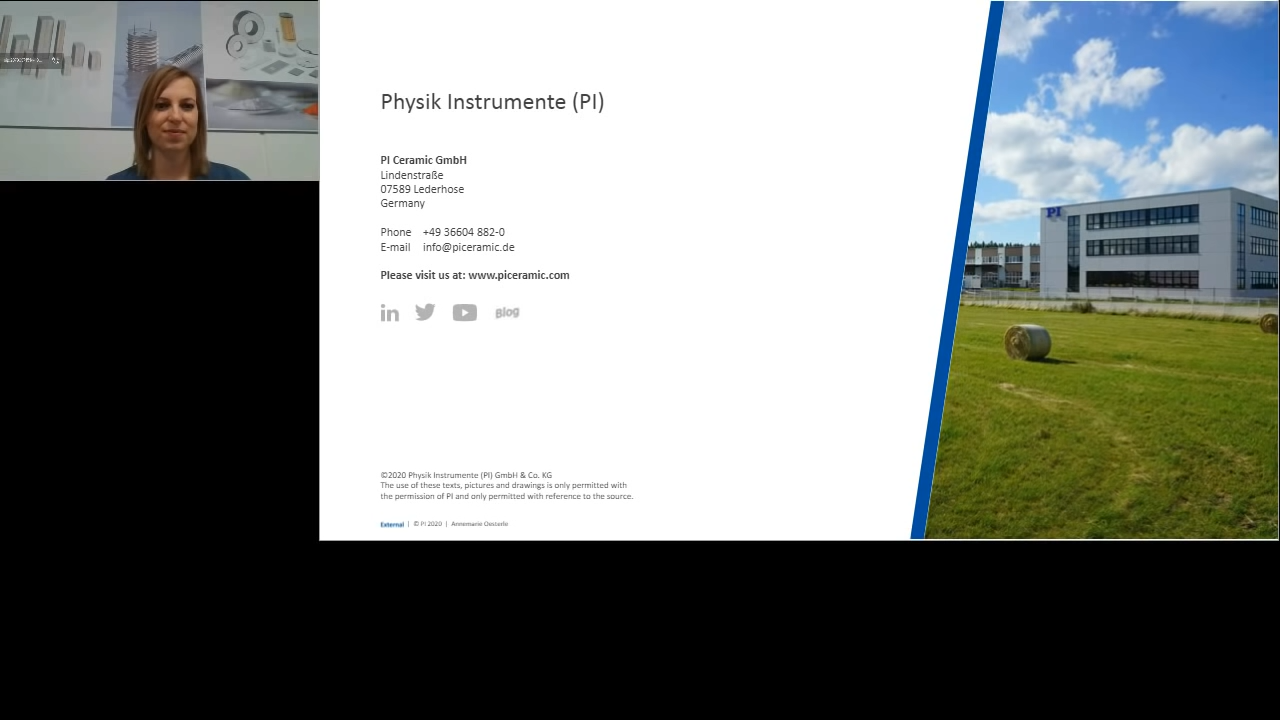 Physik Instrumente (PI)
PI Ceramic GmbH
Lindenstraße
07589 Lederhose
Germany
Phone +49 36604 882-0
E-mail info@piceramic.de
Please visit us at: www.piceramic.com
in
Blog
©2020 Physik Instrumente (PI) GmbH & Co. KG
The use of these texts, pictures and drawings is only permitted with
the permission of PI and only permitted with reference to the source.
External | © PI 2020 | Annemarie Oesterle
PI